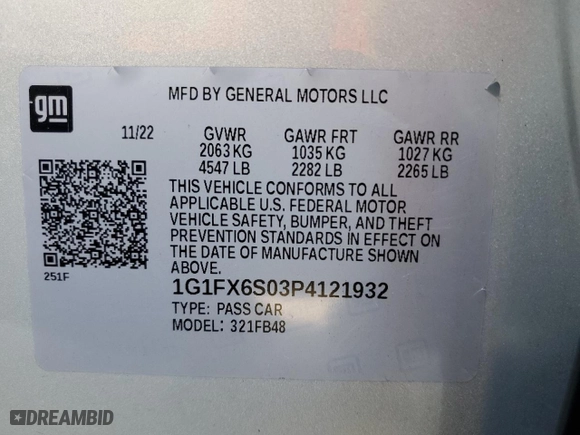 gm
MFD BY GENERAL MOTORS LLC
11/22 GVWR GAWR FRT GAWR RR
2063 KG 1035 KG 1027 KG
4547 LB 2282 LB 2265 LB
THIS VEHICLE CONFORMS TO ALL
APPLICABLE U.S. FEDERAL MOTOR
VEHICLE SAFETY, BUMPER, AND THEFT
PREVENTION STANDARDS IN EFFECT ON
THE DATE OF MANUFACTURE SHOWN
ABOVE.
251F
1G1FX6S03P4121932
TYPE: PASS CAR
MODEL: 321FB48
DREAMBID